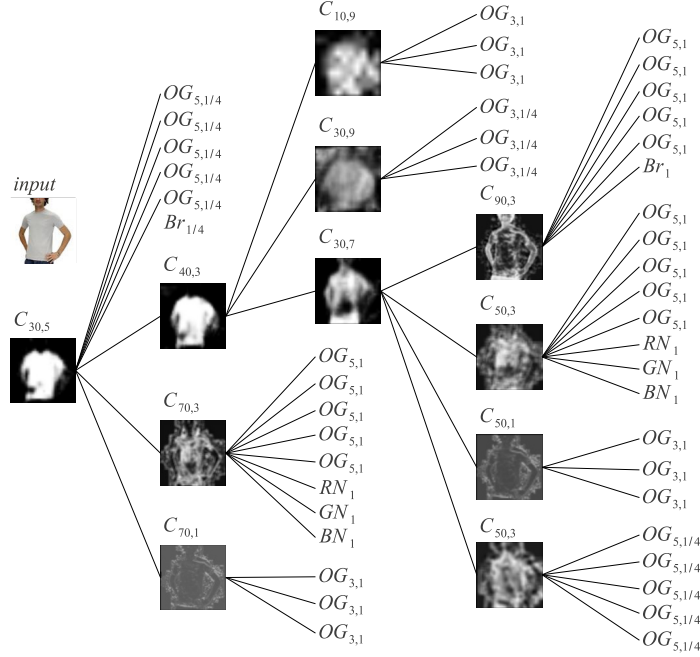 input
C30,5
OG5,1/4
OG5,1/4
OG5,1/4
OG5,1/4
OG5,1/4
Br1/4
C40,3
C70,3
C70,1
C10,9
OG3,1
OG3,1
OG3,1
C30,9
OG3,1/4
OG3,1/4
OG3,1/4
C30,7
OG5,1
OG5,1
OG5,1
OG5,1
OG5,1
RN1
GN1
BN1
OG3,1
OG3,1
OG3,1
C90,3
OG5,1
OG5,1
OG5,1
OG5,1
OG5,1
Br1
C50,3
OG5,1
OG5,1
OG5,1
OG5,1
OG5,1
RN1
GN1
BN1
C50,1
OG3,1
OG3,1
OG3,1
C50,3
OG5,1/4
OG5,1/4
OG5,1/4
OG5,1/4
OG5,1/4